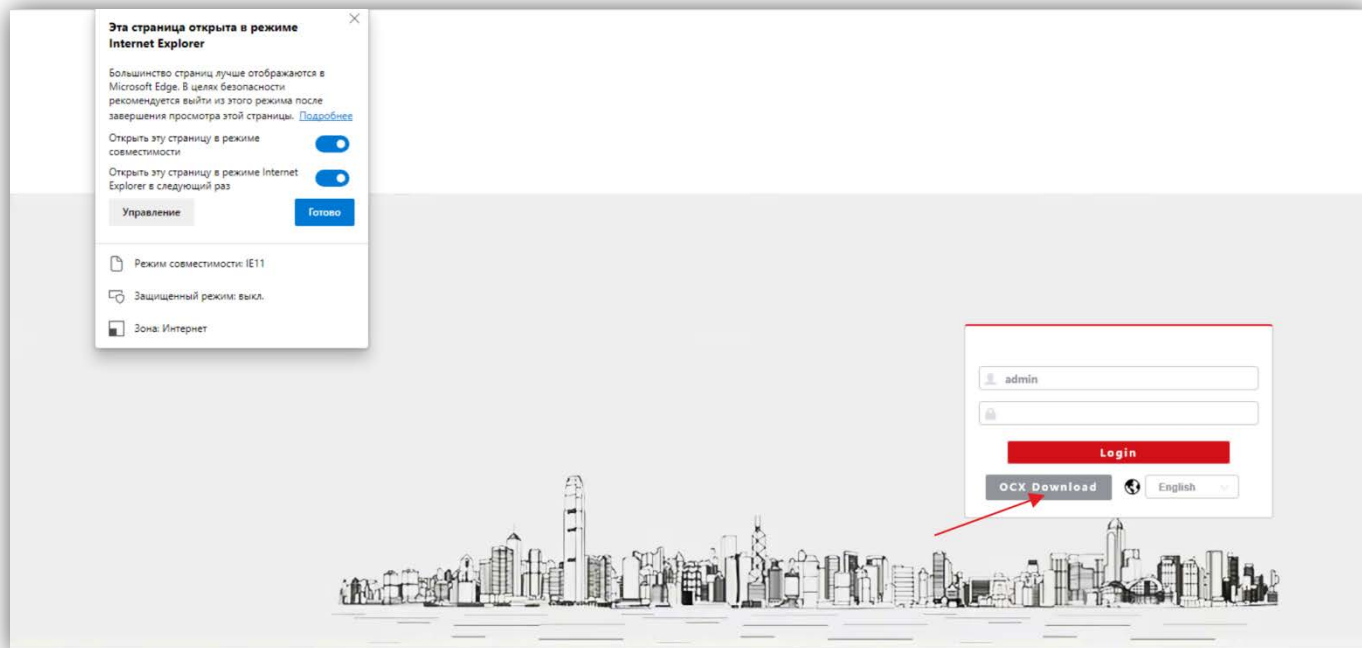 Эта страница открыта в режиме
Internet Explorer
Большинство страниц лучше отображаются в
Microsoft Edge. В целях безопасности
рекомендуется выйти из этого режима после
завершения просмотра этой страницы. Подробнее
Открыть эту страницу в режиме
совместимости
Открыть эту страницу в режиме Internet
Explorer в следующий раз
Управление
Готово
Режим совместимости: IE11
Защищенный режим: выкл.
Зона: Интернет
admin
Login
OCX Download
English